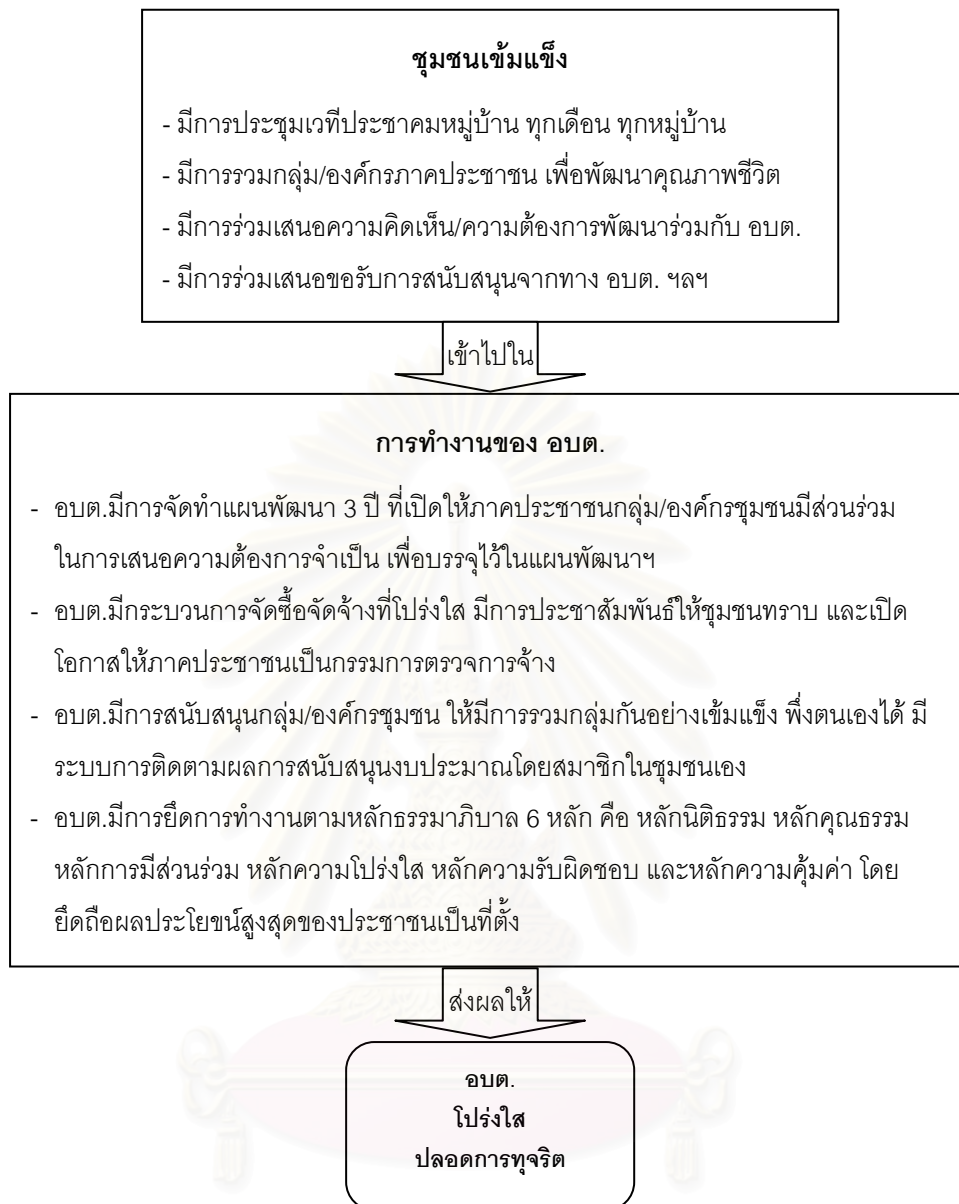 ชุมชนเข้มแข็ง
- มีการประชุมเวทีประชาคมหมู่บ้าน ทุกเดือน ทุกหมู่บ้าน
- มีการรวมกลุ่ม/องค์กรภาคประชาชน เพื่อพัฒนาคุณภาพชีวิต
- มีการร่วมเสนอความคิดเห็น/ความต้องการพัฒนาร่วมกับ อบต.
- มีการร่วมเสนอขอรับการสนับสนุนจากทาง อบต. ฯลฯ
เข้าไปใน
การทำงานของ อบต.
- อบต.มีการจัดทำแผนพัฒนา 3 ปี ที่เปิดให้ภาคประชาชนกลุ่ม/องค์กรชุมชนมีส่วนร่วม
ในการเสนอความต้องการจำเป็น เพื่อบรรจุไว้ในแผนพัฒนาฯ
- อบต.มีกระบวนการจัดซื้อจัดจ้างที่โปร่งใส มีการประชาสัมพันธ์ให้ชุมชนทราบ และเปิด
โอกาสให้ภาคประชาชนเป็นกรรมการตรวจการจ้าง
- อบต.มีการสนับสนุนกลุ่ม/องค์กรชุมชน ให้มีการรวมกลุ่มกันอย่างเข้มแข็ง พึ่งตนเองได้ มี
ระบบการติดตามผลการสนับสนุนงบประมาณโดยสมาชิกในชุมชนเอง
- อบต.มีการยึดการทำงานตามหลักธรรมาภิบาล 6 หลัก คือ หลักนิติธรรม หลักคุณธรรม
หลักการมีส่วนร่วม หลักความโปร่งใส หลักความรับผิดชอบ และหลักความคุ้มค่า โดย
ยึดถือผลประโยขน์สูงสุดของประชาชนเป็นที่ตั้ง
ส่งผลให้
อบต.
โปร่งใส
ปลอดการทุจริต